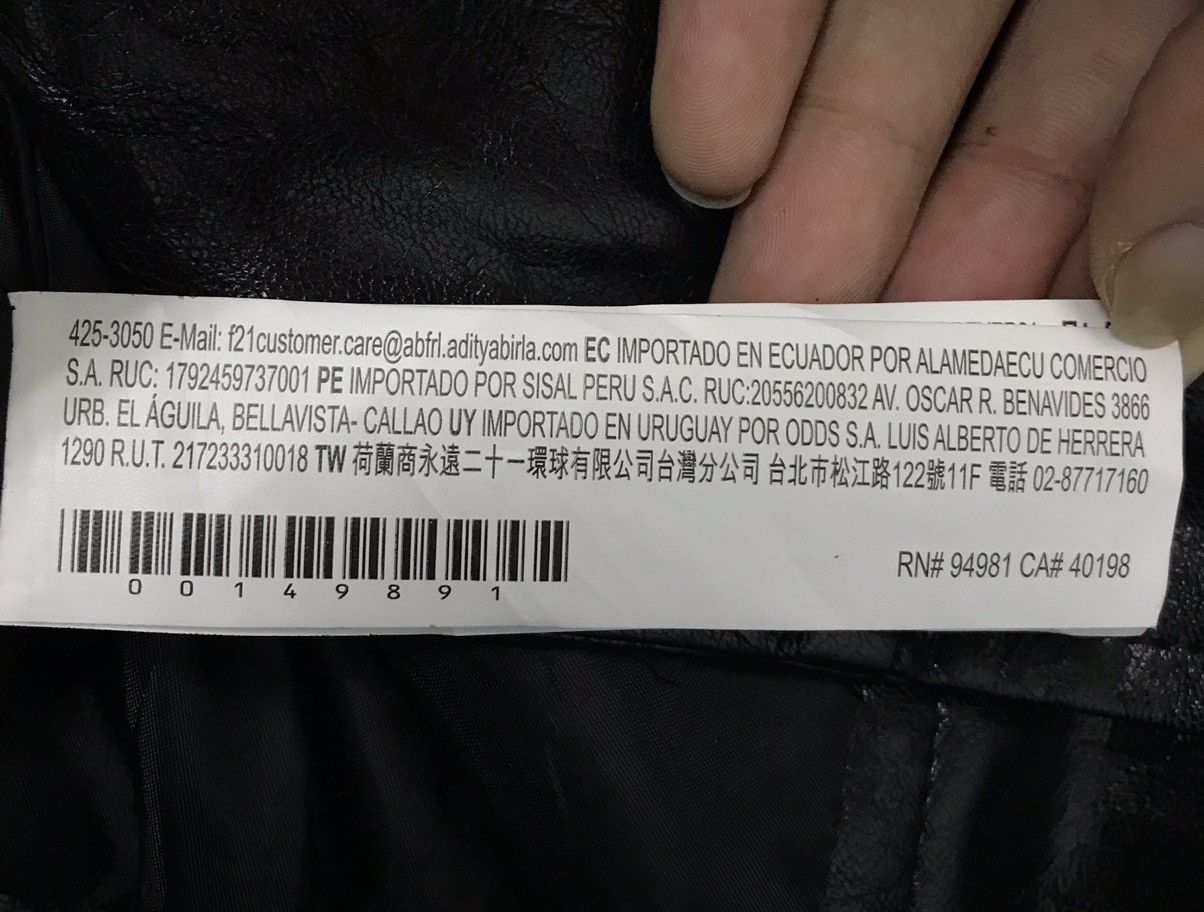 425-3050 E-Mail: f21customer.care@abfrl.adityabirla.com EC IMPORTADO EN ECUADOR POR ALAMEDAECU COMERCIO
S.A. RUC: 1792459737001 PE IMPORTADO POR SISAL PERU S.A.C. RUC:20556200832 AV. OSCAR R. BENAVIDES 3866
URB. EL ÁGUILA, BELLAVISTA- CALLAO UY IMPORTADO EN URUGUAY POR ODDS S.A. LUIS ALBERTO DE HERRERA
1290 R.U.T. 217233310018 TW 荷蘭商永遠二十一環球有限公司台灣分公司 台北市松江路122號11F 電話 02-87717160
RN# 94981 CA# 40198
00149891